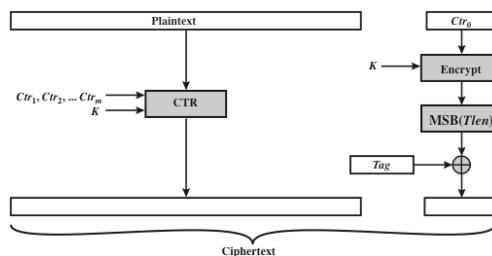 Plaintext
Ctr0
K
Encrypt
Ctr1, Ctr2, ... Ctrm
K
CTR
MSB(Tlen)
Tag
Ciphertext